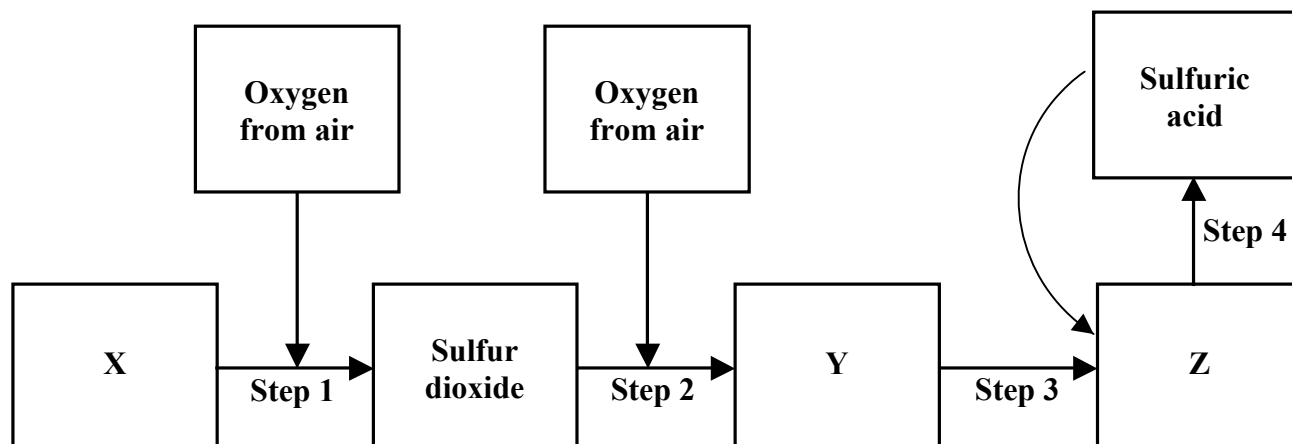 Oxygen
from air
Oxygen
from air
Sulfuric
acid
Step 4
X
Step 1
Sulfur
dioxide
Step 2
Y
Step 3
Z